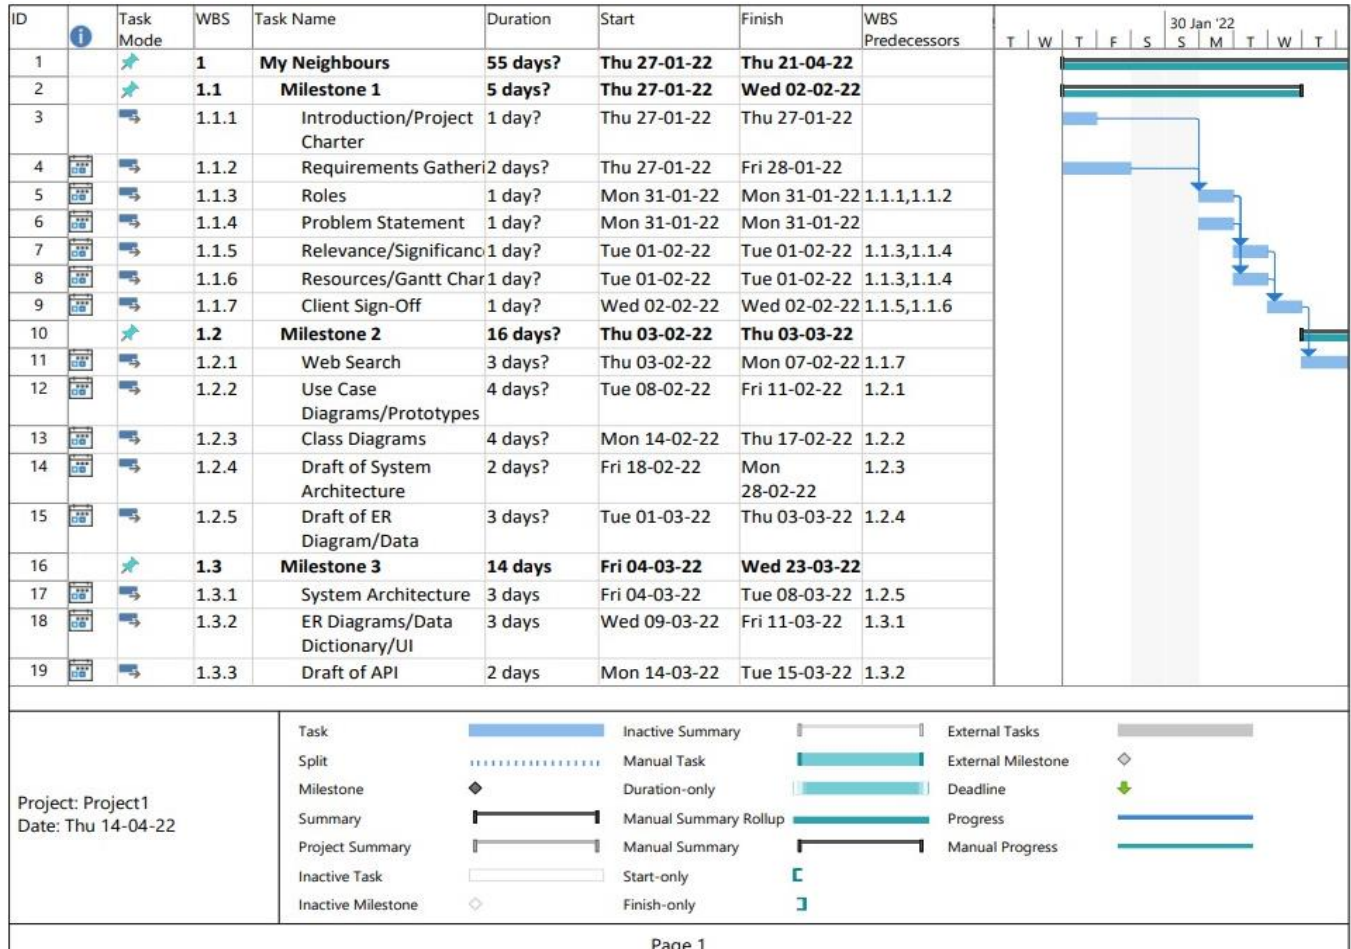 ID Task Mode WBS Task Name Duration Start Finish WBS Predecessors 30 Jan '22
T W T F S S M T W T
1 1 My Neighbours 55 days? Thu 27-01-22 Thu 21-04-22
2 1.1 Milestone 1 5 days? Thu 27-01-22 Wed 02-02-22
3 1.1.1 Introduction/Project Charter 1 day? Thu 27-01-22 Thu 27-01-22
4 1.1.2 Requirements Gatheri 2 days? Thu 27-01-22 Fri 28-01-22
5 1.1.3 Roles 1 day? Mon 31-01-22 Mon 31-01-22 1.1.1,1.1.2
6 1.1.4 Problem Statement 1 day? Mon 31-01-22 Mon 31-01-22
7 1.1.5 Relevance/Significanc 1 day? Tue 01-02-22 Tue 01-02-22 1.1.3,1.1.4
8 1.1.6 Resources/Gantt Char 1 day? Tue 01-02-22 Tue 01-02-22 1.1.3,1.1.4
9 1.1.7 Client Sign-Off 1 day? Wed 02-02-22 Wed 02-02-22 1.1.5,1.1.6
10 1.2 Milestone 2 16 days? Thu 03-02-22 Thu 03-03-22
11 1.2.1 Web Search 3 days? Thu 03-02-22 Mon 07-02-22 1.1.7
12 1.2.2 Use Case Diagrams/Prototypes 4 days? Tue 08-02-22 Fri 11-02-22 1.2.1
13 1.2.3 Class Diagrams 4 days? Mon 14-02-22 Thu 17-02-22 1.2.2
14 1.2.4 Draft of System Architecture 2 days? Fri 18-02-22 Mon 28-02-22 1.2.3
15 1.2.5 Draft of ER Diagram/Data 3 days? Tue 01-03-22 Thu 03-03-22 1.2.4
16 1.3 Milestone 3 14 days Fri 04-03-22 Wed 23-03-22
17 1.3.1 System Architecture 3 days Fri 04-03-22 Tue 08-03-22 1.2.5
18 1.3.2 ER Diagrams/Data Dictionary/UI 3 days Wed 09-03-22 Fri 11-03-22 1.3.1
19 1.3.3 Draft of API 2 days Mon 14-03-22 Tue 15-03-22 1.3.2
Project: Project1
Date: Thu 14-04-22
Task Inactive Summary External Tasks
Split Manual Task External Milestone
Milestone Duration-only Deadline
Summary Manual Summary Rollup Progress
Project Summary Manual Summary Manual Progress
Inactive Task Start-only
Inactive Milestone Finish-only
Page 1